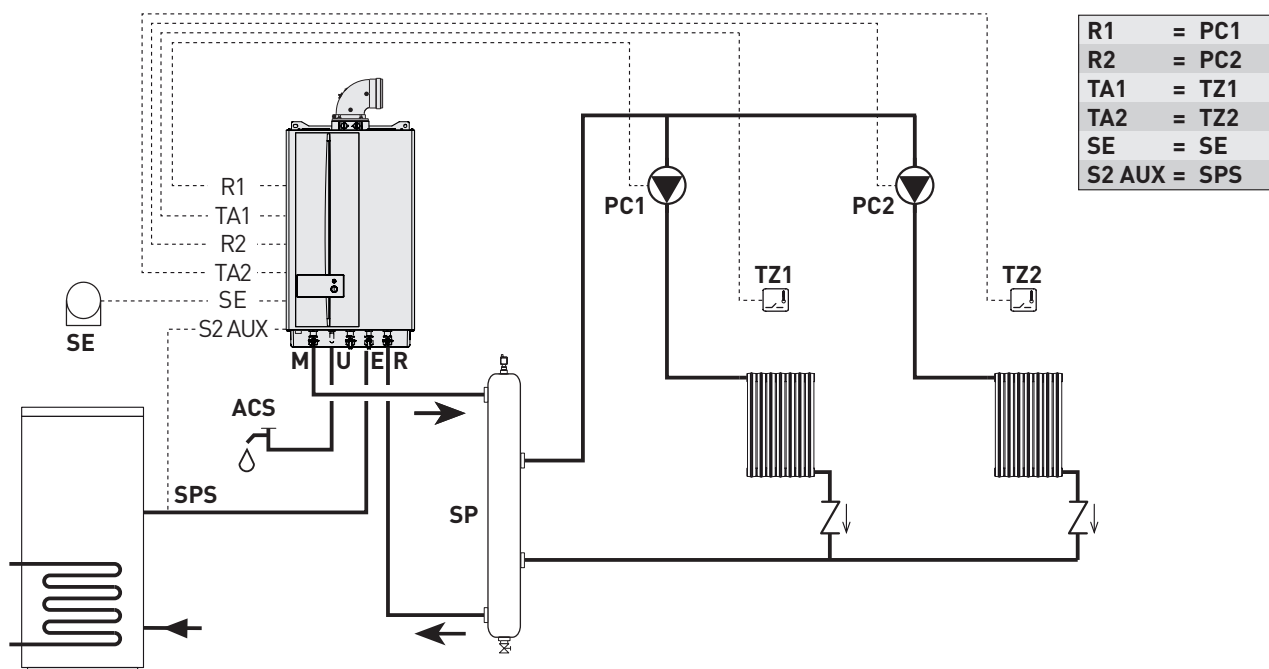 R1 = PC1
R2 = PC2
TA1 = TZ1
TA2 = TZ2
SE = SE
S2 AUX = SPS
R1
TA1
R2
TA2
SE
S2 AUX
SE
PC1
PC2
TZ1
TZ2
M U E R
ACS
SPS
SP